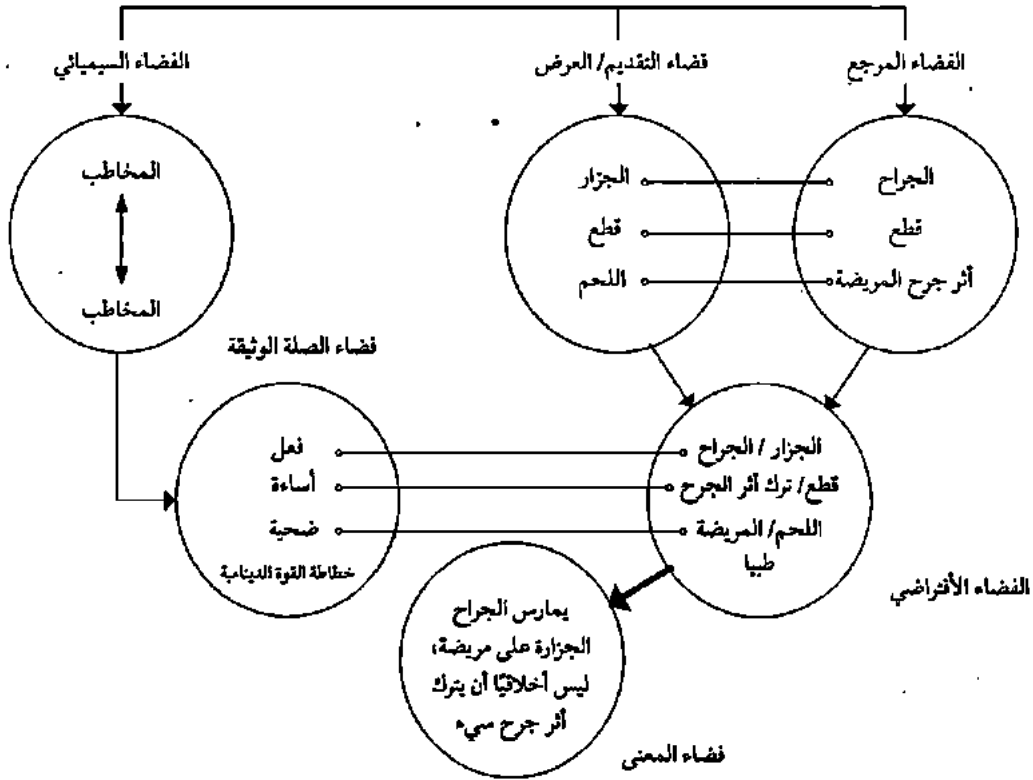 الفضاء المرجع
فضاء التقديم/ العرض
الفضاء السيميائي
الجراح
قطع
أثر جرح المريضة
الجزار
قطع
اللحم
المخاطب
المخاطب
فضاء الصلة الوثيقة
الجزار / الجراح
قطع/ ترك أثر الجرح
اللحم/ المريضة
طبيا
فعل
أساءة
ضحية
خطاطة القوة الدينامية
الفضاء الأفتراضي
يمارس الجراح
الجزارة على مريضة؛
ليس أخلاقيًا أن يترك
أثر جرح سيء
فضاء المعنى